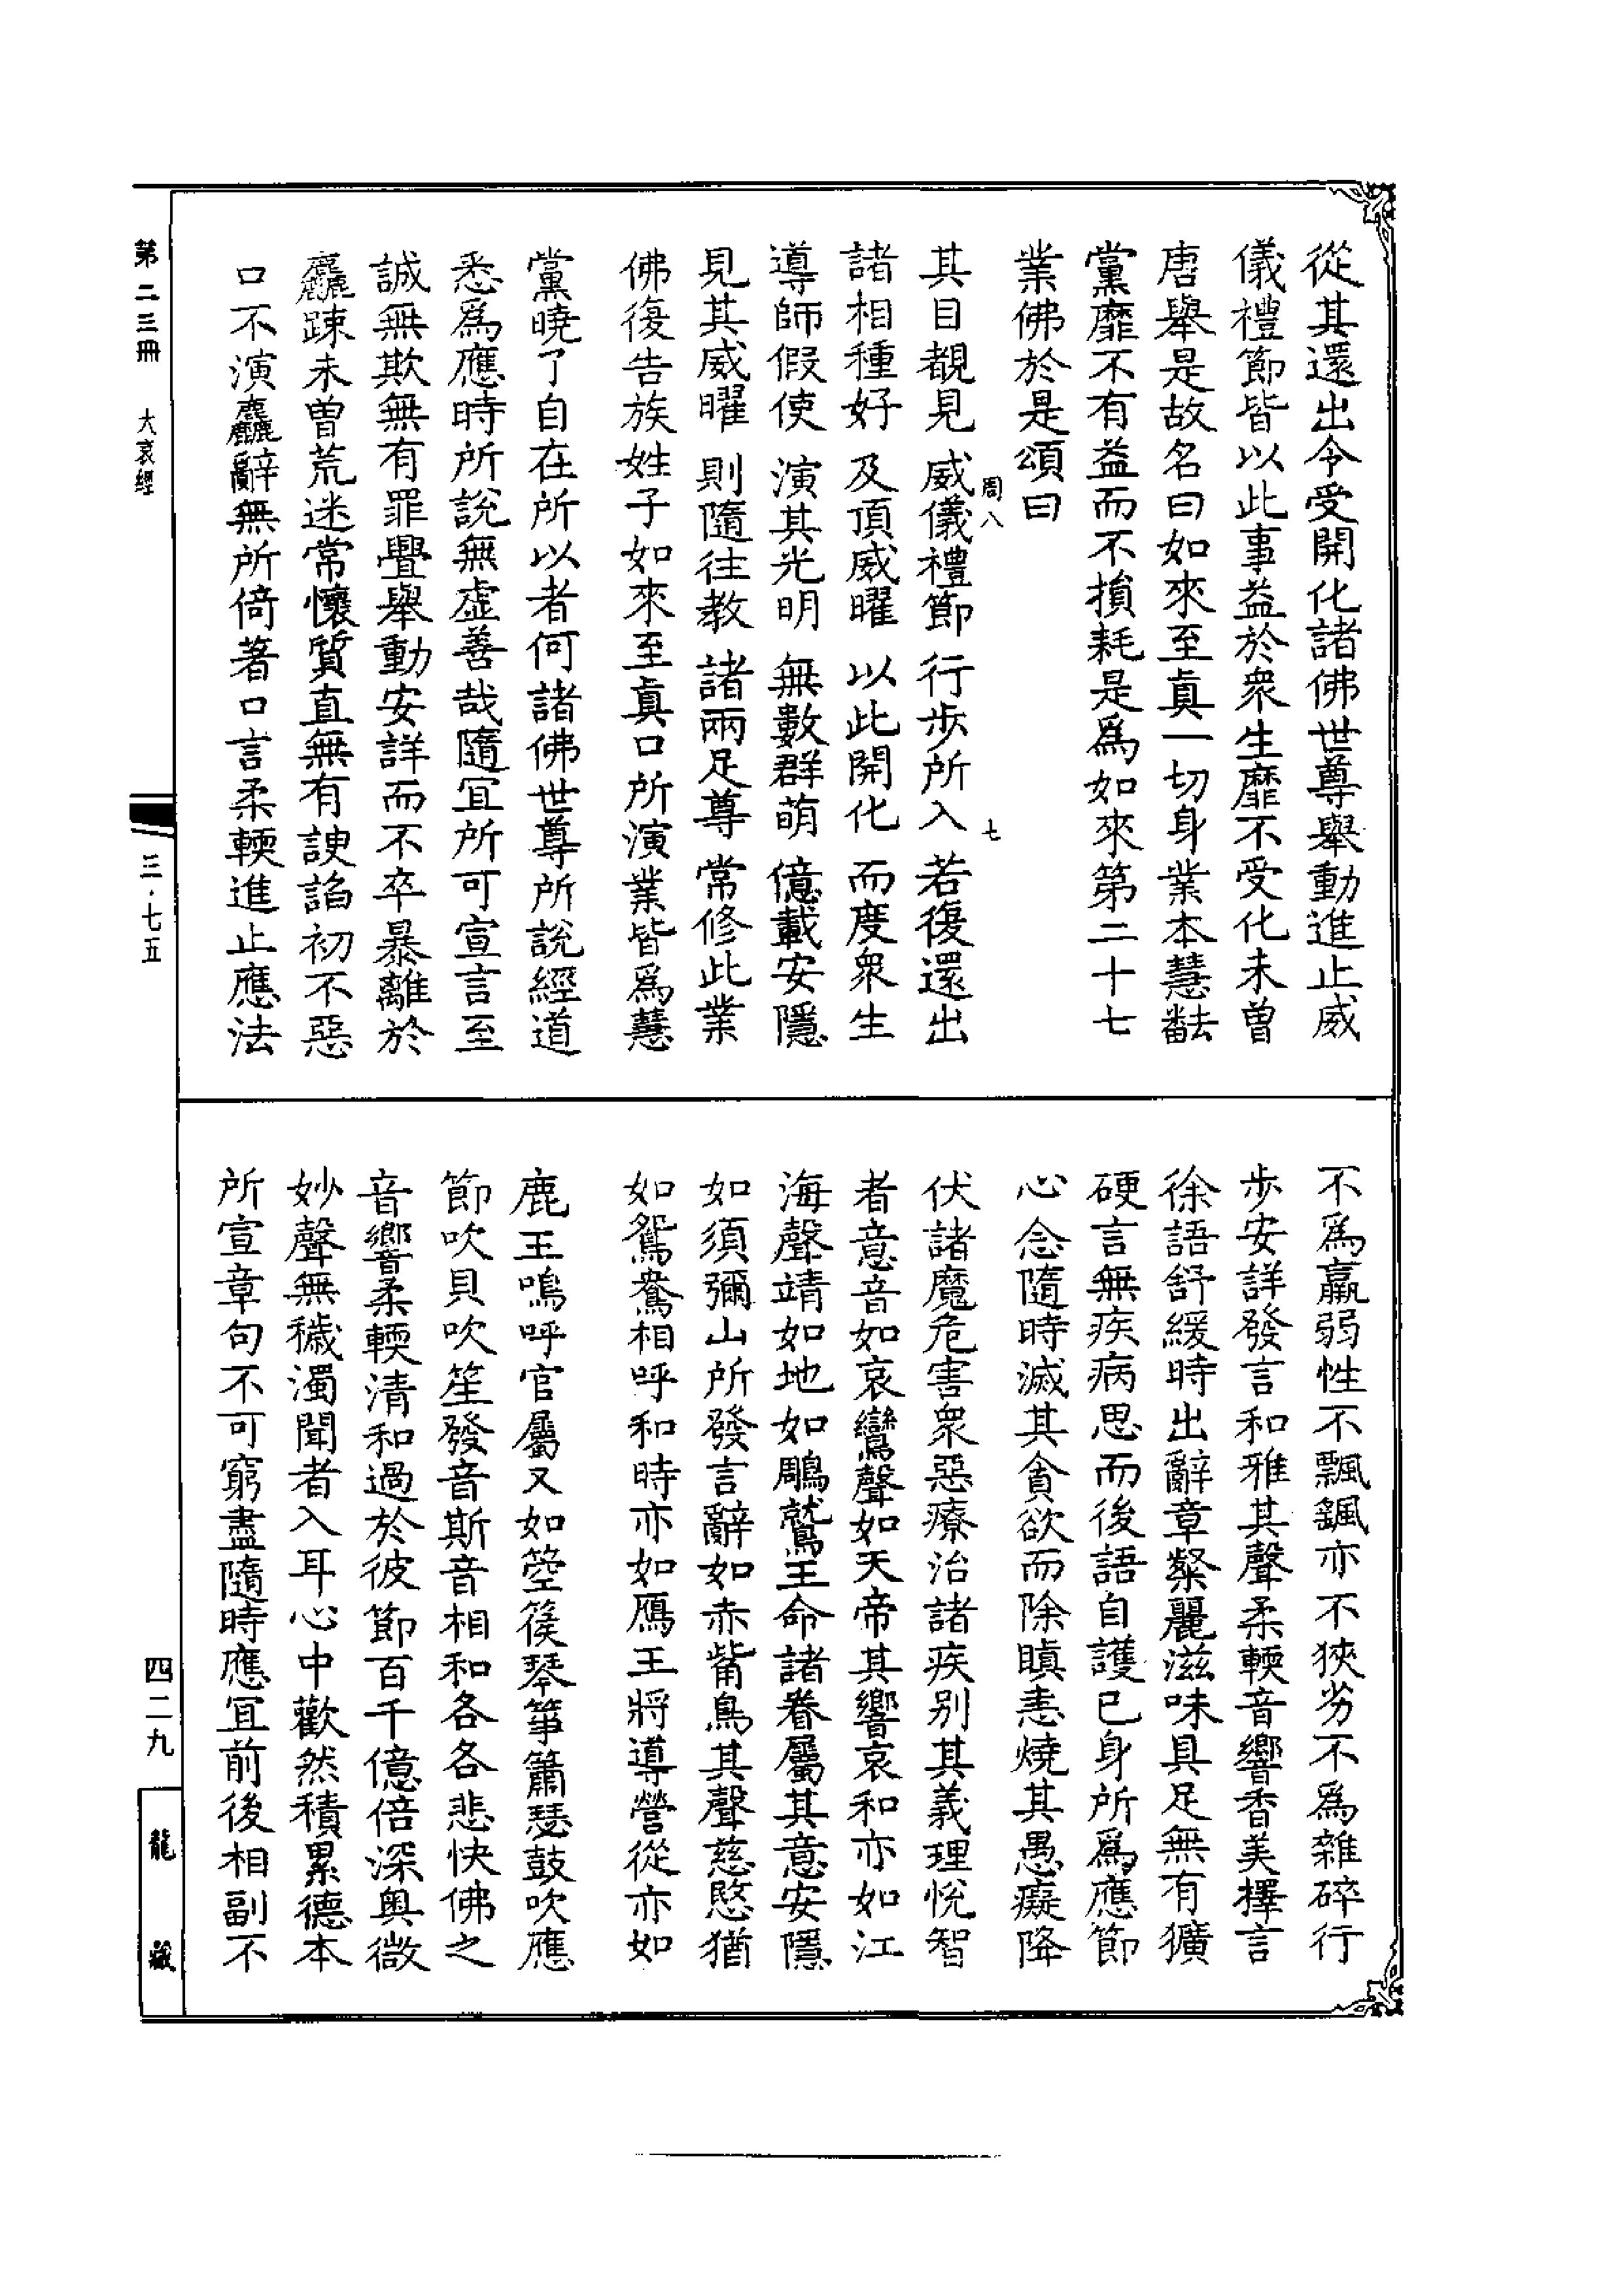 從其還出令受開化諸佛世尊舉動進止威
儀禮節皆以此事益於衆生靡不受化未曽
唐舉是故名曰如來至真一切身業本慧㸋
黨靡不有益而不損耗是爲如來第二十七
業佛於是頌曰
其目覩見 威儀禮節 行歩所入 若復還出
周八 七
諸相種好 及頂威曜 以此開化 而度衆生
導師假使 演其光明 無數群萌 億載安隱
見其威曜 則隨往教 諸兩足尊 常修此業
佛復告族姓子如來至真口所演業皆爲慧
黨曉了自在所以者何諸佛世尊所說經道
悉爲應時所說無虛善哉隨宜所可宣言至
誠無欺無有罪舋舉動安詳而不卒暴離於
麤踈未曽荒迷常懷質直無有諛諂初不惡
口不演麤辭無所倚著口言柔輭進止應法
不爲羸弱性不飄颻亦不狹劣不爲雜碎行
歩安詳發言和雅其聲柔輭音響香美擇言
徐語舒緩時出辭章粲麗滋味具足無有獷
硬言無疾病思而後語自護已身所爲應節
心念隨時滅其貪欲而除瞋恚燒其愚癡降
伏諸魔危害衆惡療治諸疾別其義理悅智
者意音如哀鸞聲如天帝其響哀和亦如江
海聲靖如地如鵰鷲王命諸眷屬其意安隱
如須彌山所發言辭如赤觜鳥其聲慈愍猶
如鴛鴦相呼和時亦如鴈王將導營從亦如
鹿王鳴呼官屬又如箜篌琴箏簫瑟鼓吹應
節吹貝吹笙發音斯音相和各各悲快佛之
音響柔輭清和過於彼節百千億倍深奧微
妙聲無穢濁聞者入耳心中歡然積累德本
所宣章句不可窮盡隨時應宜前後相副不
第二三冊 大哀經
三·七五
四二九
龍藏